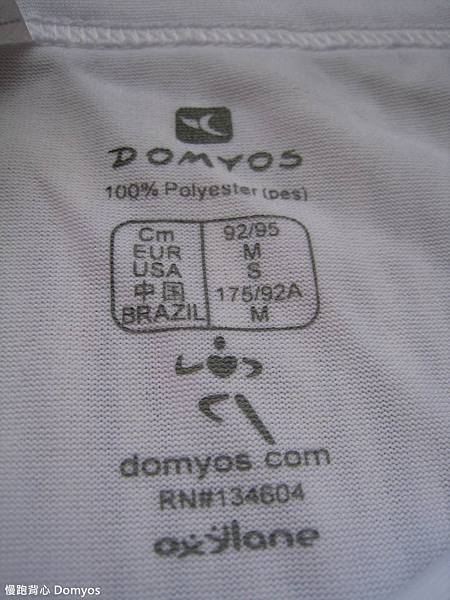 DOMYOS
100% Polyester (pes)
Cm 92/95
EUR M
USA S
中国 175/92A
BRAZIL M
domyos.com
RN#134604
oxylane
慢跑背心 Domyos